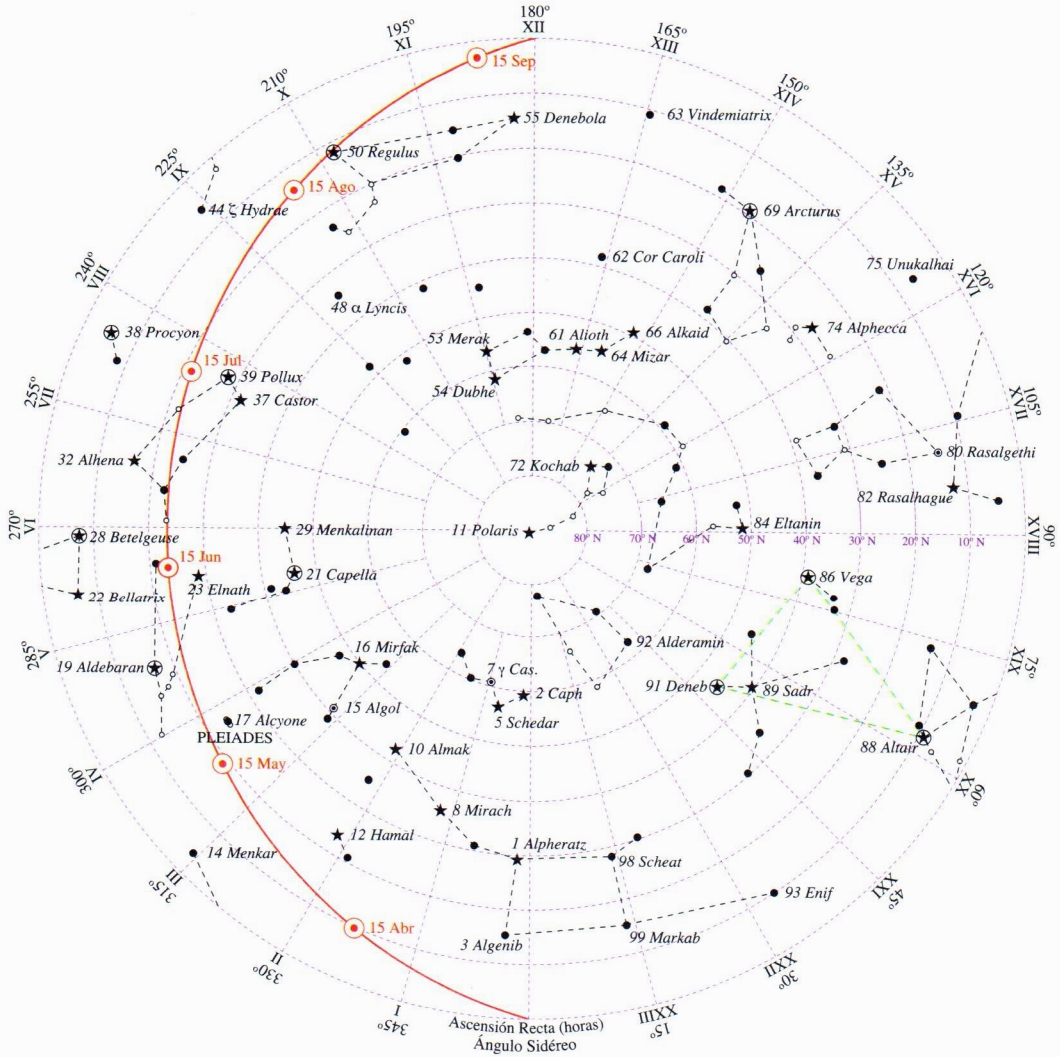 180°
XII
195°
XI
165°
XIII
15 Sep
210°
X
150°
XIV
55 Denebola
63 Vindemiatrix
50 Regulus
225°
IX
135°
XV
15 Ago
44 ζ Hydrae
69 Arcturus
240°
VIII
62 Cor Caroli
75 Unukalhai
120°
XVI
48 α Lyncis
38 Procyon
53 Merak
61 Alioth
66 Alkaid
74 Alphecca
64 Mizar
15 Jul
39 Pollux
54 Dubhe
37 Castor
255°
VII
105°
XVII
32 Alhena
72 Kochab
80 Rasalgethi
82 Rasalhague
270°
VI
29 Menkalinan
11 Polaris
84 Eltanin
90°
XVIII
28 Betelgeuse
80° N
70° N
60° N
50° N
40° N
30° N
20° N
10° N
15 Jun
21 Capella
86 Vega
23 Elnath
22 Bellatrix
285°
V
16 Mirfak
92 Alderamin
75°
XIX
19 Aldebaran
7 γ Cas.
2 Caph
91 Deneb
89 Sadr
15 Algol
5 Schedar
17 Alcyone
PLEIADES
10 Almak
88 Altair
15 May
300°
IV
60°
XX
8 Mirach
12 Hamal
1 Alpheratz
14 Menkar
98 Scheat
315°
III
93 Enif
45°
XXI
15 Abr
3 Algenib
99 Markab
330°
II
30°
XXII
345°
I
15°
XXIII
Ascensión Recta (horas)
Ángulo Sidéreo